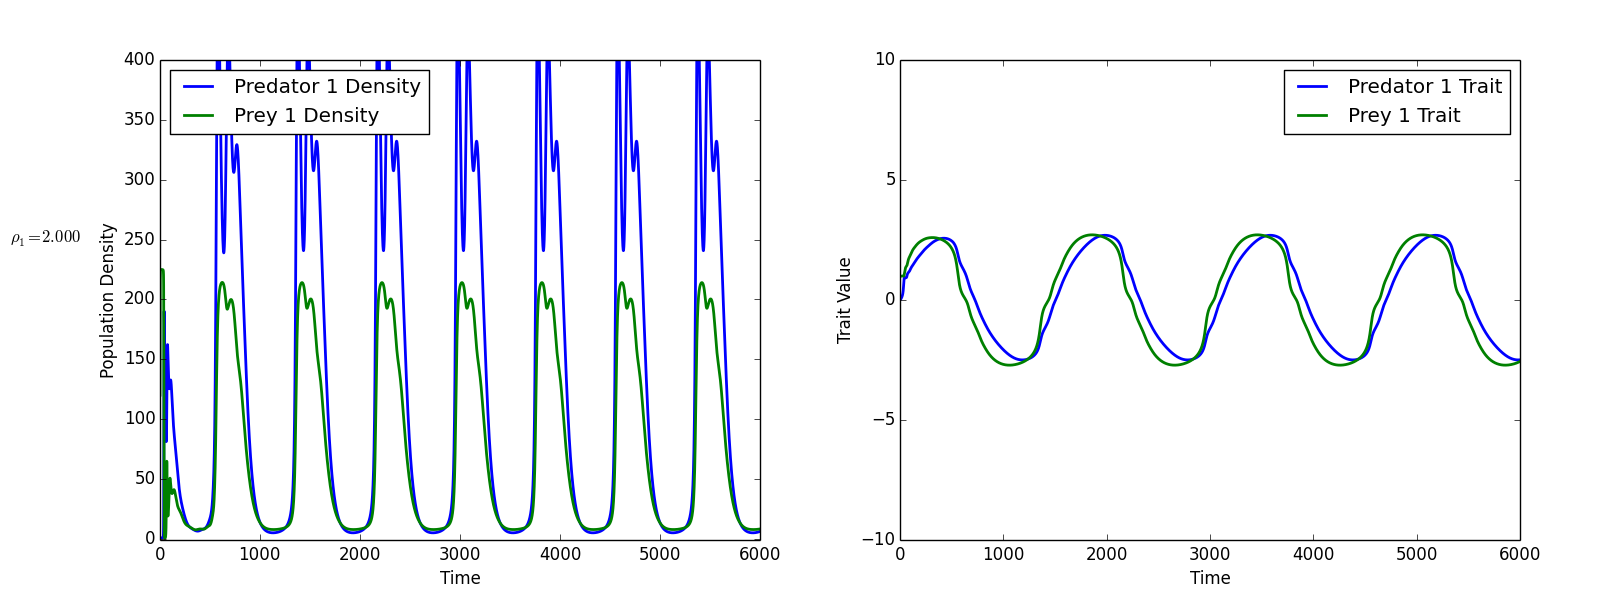 ρ₁=2.000
Population Density
400
350
300
250
200
150
100
50
0
Predator 1 Density
Prey 1 Density
0 1000 2000 3000 4000 5000 6000
Time
Trait Value
10
5
0
−5
−10
Predator 1 Trait
Prey 1 Trait
0 1000 2000 3000 4000 5000 6000
Time